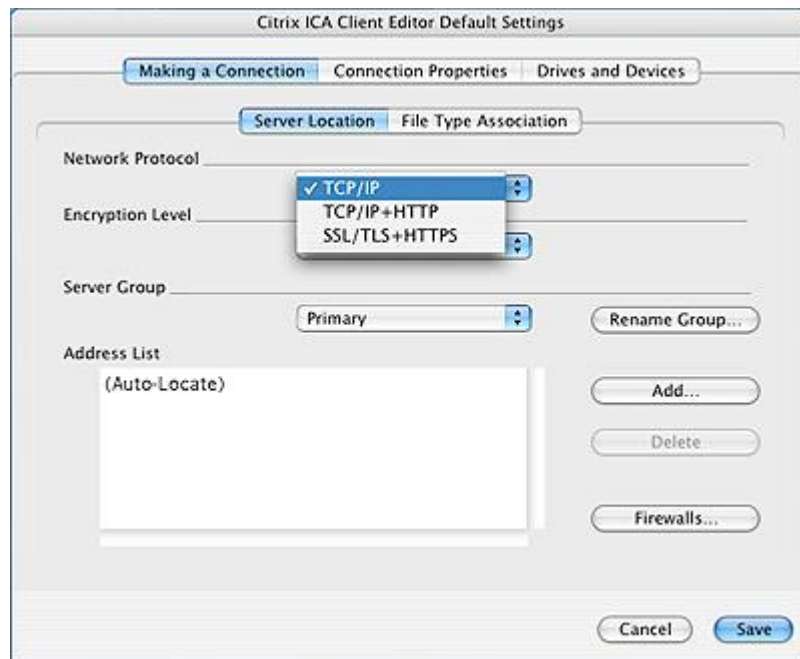 Citrix ICA Client Editor Default Settings
Making a Connection Connection Properties Drives and Devices
Server Location File Type Association
Network Protocol
✓ TCP/IP
TCP/IP+HTTP
Encryption Level
SSL/TLS+HTTPS
Server Group
Primary Rename Group...
Address List
(Auto-Locate)
Add...
Delete
Firewalls...
Cancel Save